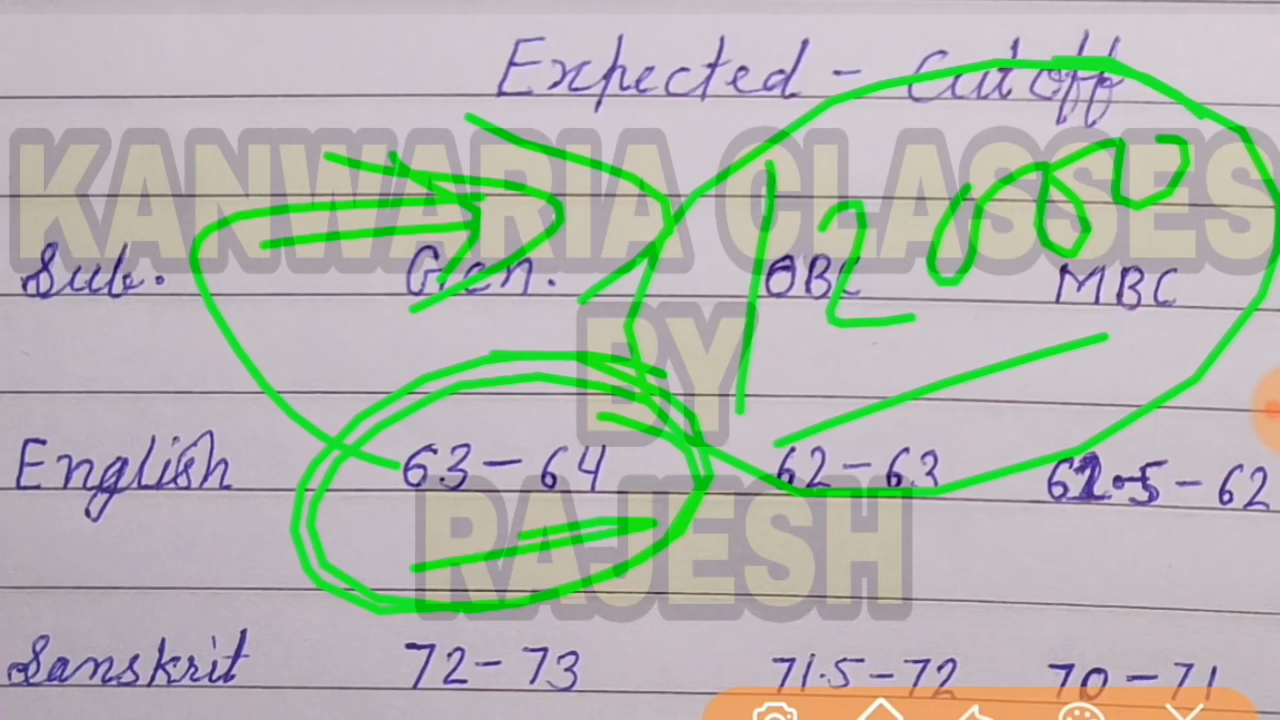 Expected - Cutoff
KANWARIA CLASSES
12000
Sub. Gen. OBC MBC
BY
English 63-64 62-63 61.5-62
RAJESH
Sanskrit 72-73 71.5-72 70-71